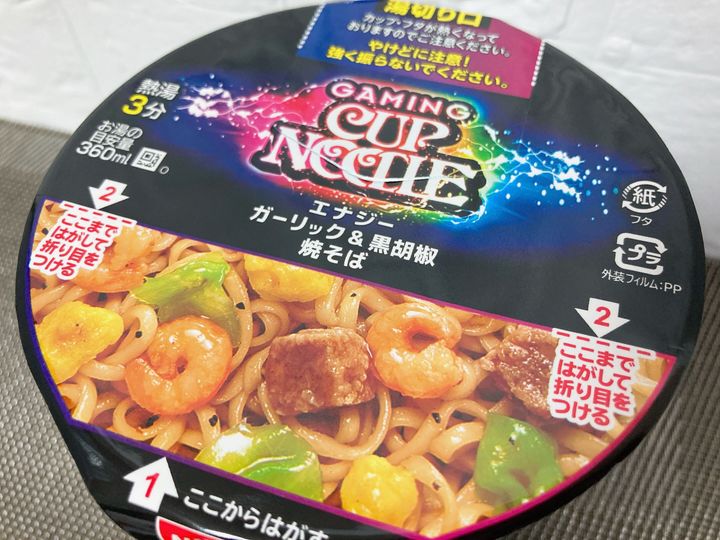 湯切り口
カップ・フタが熱くなって
おりますのでご注意ください。
やけどに注意!
強く振らないでください。
熱湯
3分
お湯の
目安量
360ml
GAMING
CUP
NOODLE
エナジー
ガーリック&黒胡椒
焼そば
紙
フタ
プラ
外装フィルム:PP
2
ここまで
はがして
折り目を
つける
2
ここまで
はがして
折り目を
つける
1
ここからはがす